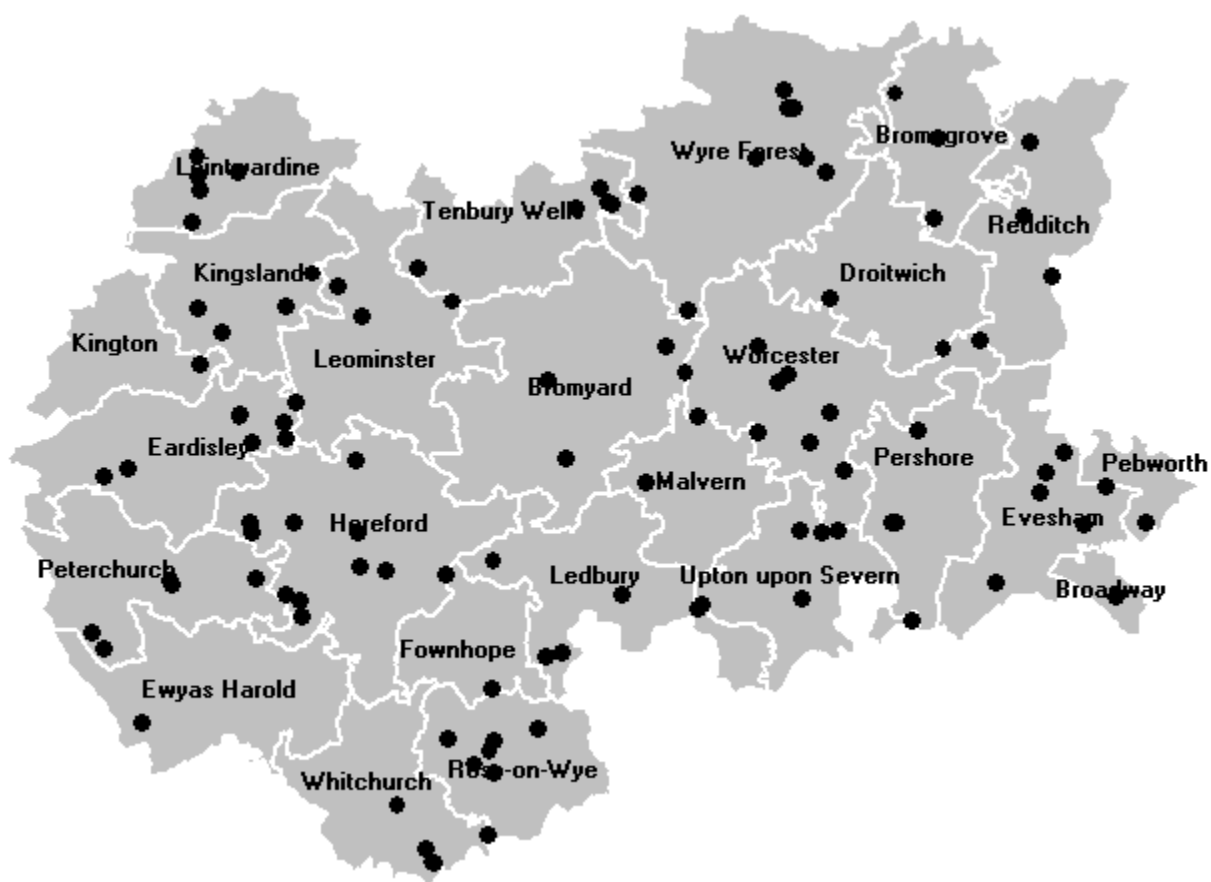 Bromsgrove
Wyre Forest
Leintwardine
Tenbury Wells
Redditch
Kingsland
Droitwich
Kington
Leominster
Worcester
Bromyard
Eardisley
Pershore
Pebworth
Malvern
Hereford
Evesham
Peterchurch
Ledbury
Upton upon Severn
Broadway
Fownhope
Ewyas Harold
Whitchurch
Ross-on-Wye